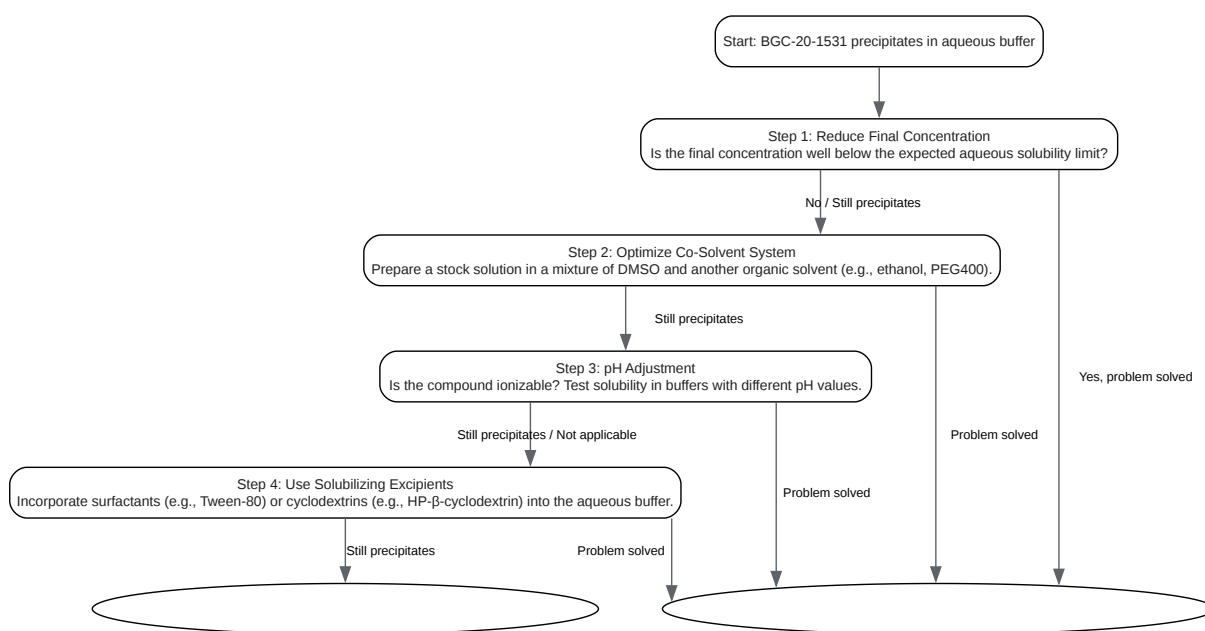 Start: BGC-20-1531 precipitates in aqueous buffer
Step 1: Reduce Final Concentration
Is the final concentration well below the expected aqueous solubility limit?
No / Still precipitates
Step 2: Optimize Co-Solvent System
Prepare a stock solution in a mixture of DMSO and another organic solvent (e.g., ethanol, PEG400).
Still precipitates
Step 3: pH Adjustment
Is the compound ionizable? Test solubility in buffers with different pH values.
Yes, problem solved
Still precipitates / Not applicable
Problem solved
Step 4: Use Solubilizing Excipients
Incorporate surfactants (e.g., Tween-80) or cyclodextrins (e.g., HP-β-cyclodextrin) into the aqueous buffer.
Problem solved
Still precipitates
Problem solved